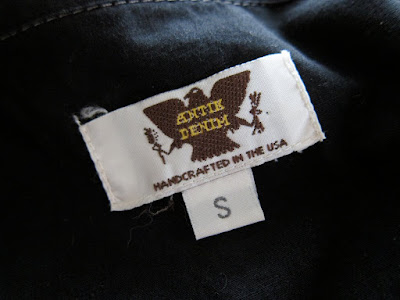 ANTIK
DENIM
HANDCRAFTED IN THE USA
S